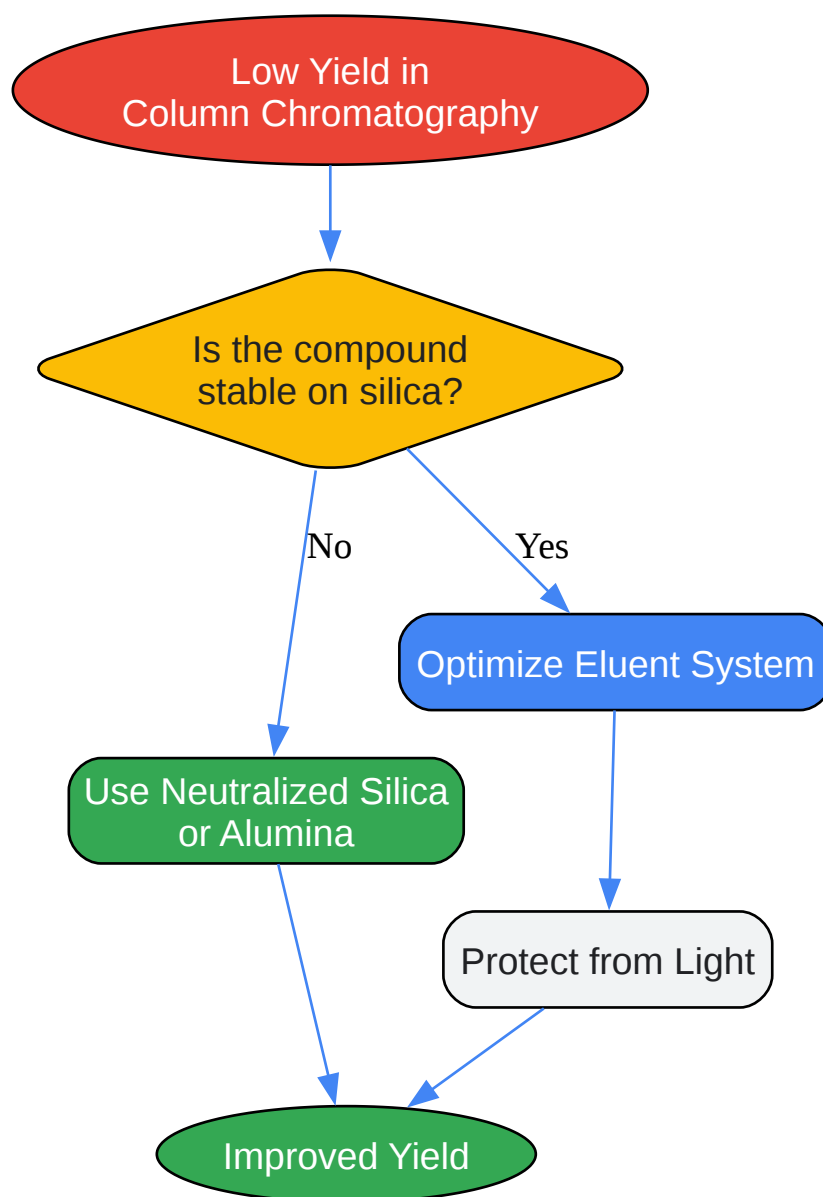 Low Yield in
Column Chromatography
Is the compound
stable on silica?
No
Yes
Optimize Eluent System
Use Neutralized Silica
or Alumina
Protect from Light
Improved Yield